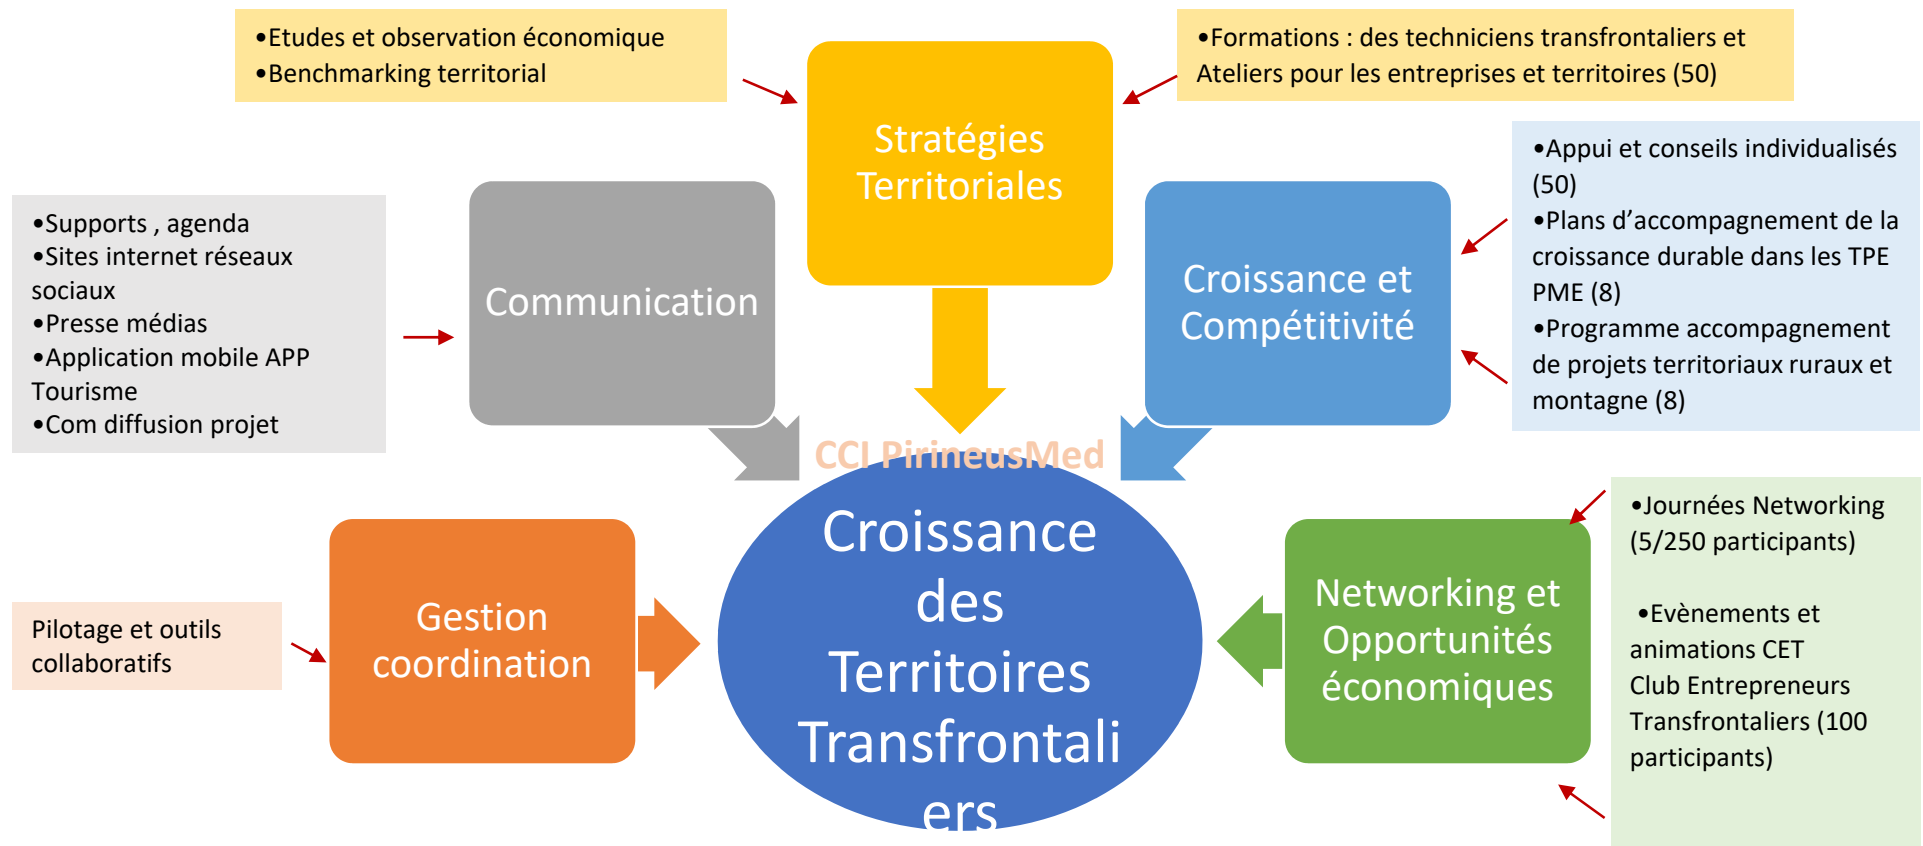 •Etudes et observation économique
•Benchmarking territorial
•Formations : des techniciens transfrontaliers et
Ateliers pour les entreprises et territoires (50)
Stratégies
Territoriales
•Supports , agenda
•Sites internet réseaux
sociaux
•Presse médias
•Application mobile APP
Tourisme
•Com diffusion projet
Communication
Croissance et
Compétitivité
•Appui et conseils individualisés
(50)
•Plans d’accompagnement de la
croissance durable dans les TPE
PME (8)
•Programme accompagnement
de projets territoriaux ruraux et
montagne (8)
CCI PirineusMed
Croissance
des
Territoires
Transfrontali
ers
Pilotage et outils
collaboratifs
Gestion
coordination
Networking et
Opportunités
économiques
•Journées Networking
(5/250 participants)
•Evènements et
animations CET
Club Entrepreneurs
Transfrontaliers (100
participants)